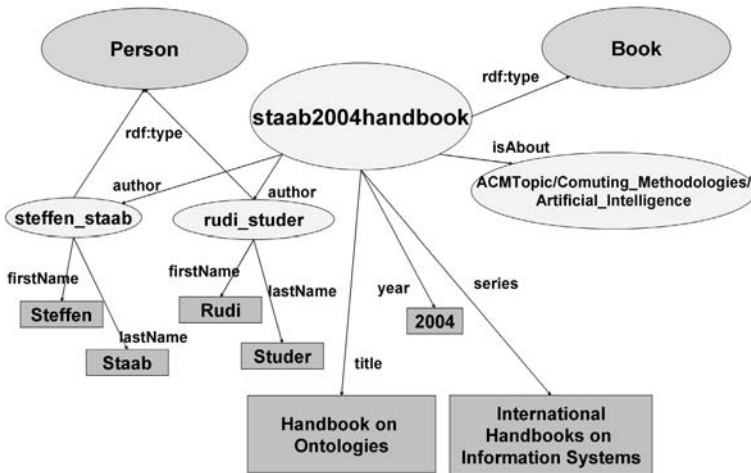 Person
Book
rdf:type
staab2004handbook
rdf:type
isAbout
ACMTopic/Comuting_Methodologies/
Artificial_Intelligence
author
author
steffen_staab
rudi_studer
firstName
firstName
lastName
year
series
Steffen
Rudi
2004
lastName
Staab
Studer
title
Handbook on
Ontologies
International
Handbooks on
Information Systems